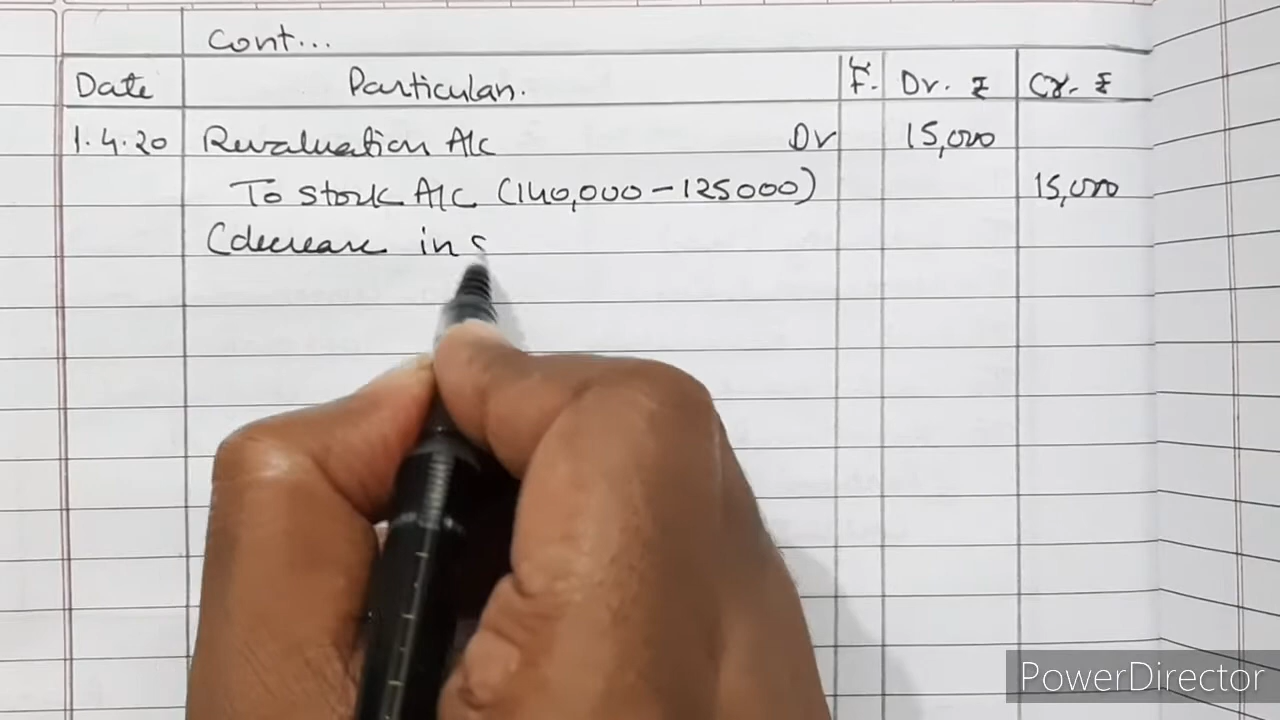 Cont...
Date Particulars. F. Dr. ₹ Cr. ₹
1.4.20 Revaluation A/c Dr 15,000
To Stock A/c (140,000 - 125000) 15,000
(decrease in s
PowerDirector